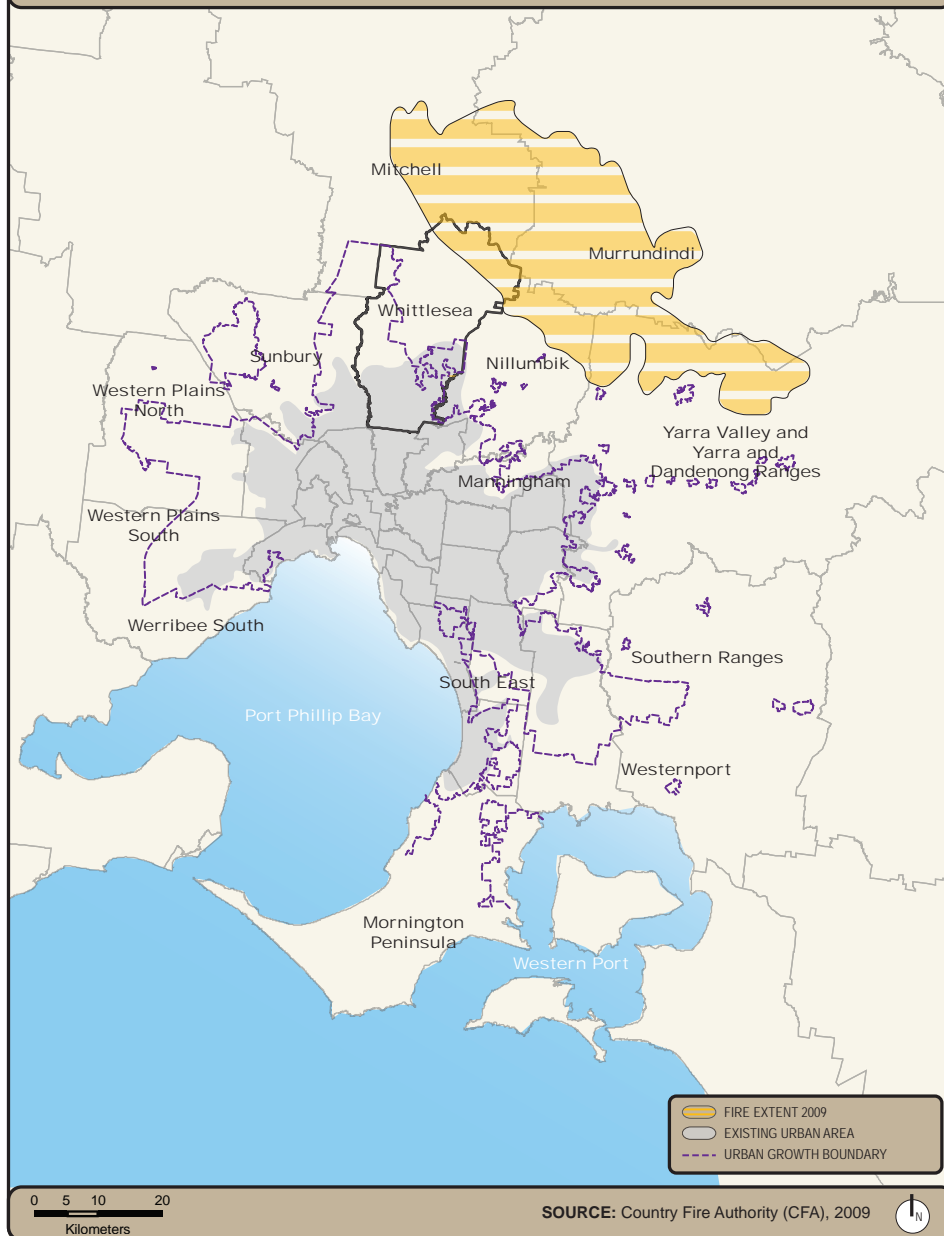 Mitchell
Murrundindi
Whittlesea
Sunbury
Nillumbik
Western Plains
North
Yarra Valley and
Yarra and
Dandenong Ranges
Manningham
Western Plains
South
Werribee South
Southern Ranges
South East
Port Phillip Bay
Westernport
Mornington
Peninsula
Western Port
FIRE EXTENT 2009
EXISTING URBAN AREA
URBAN GROWTH BOUNDARY
0 5 10 20
Kilometers
SOURCE: Country Fire Authority (CFA), 2009
N